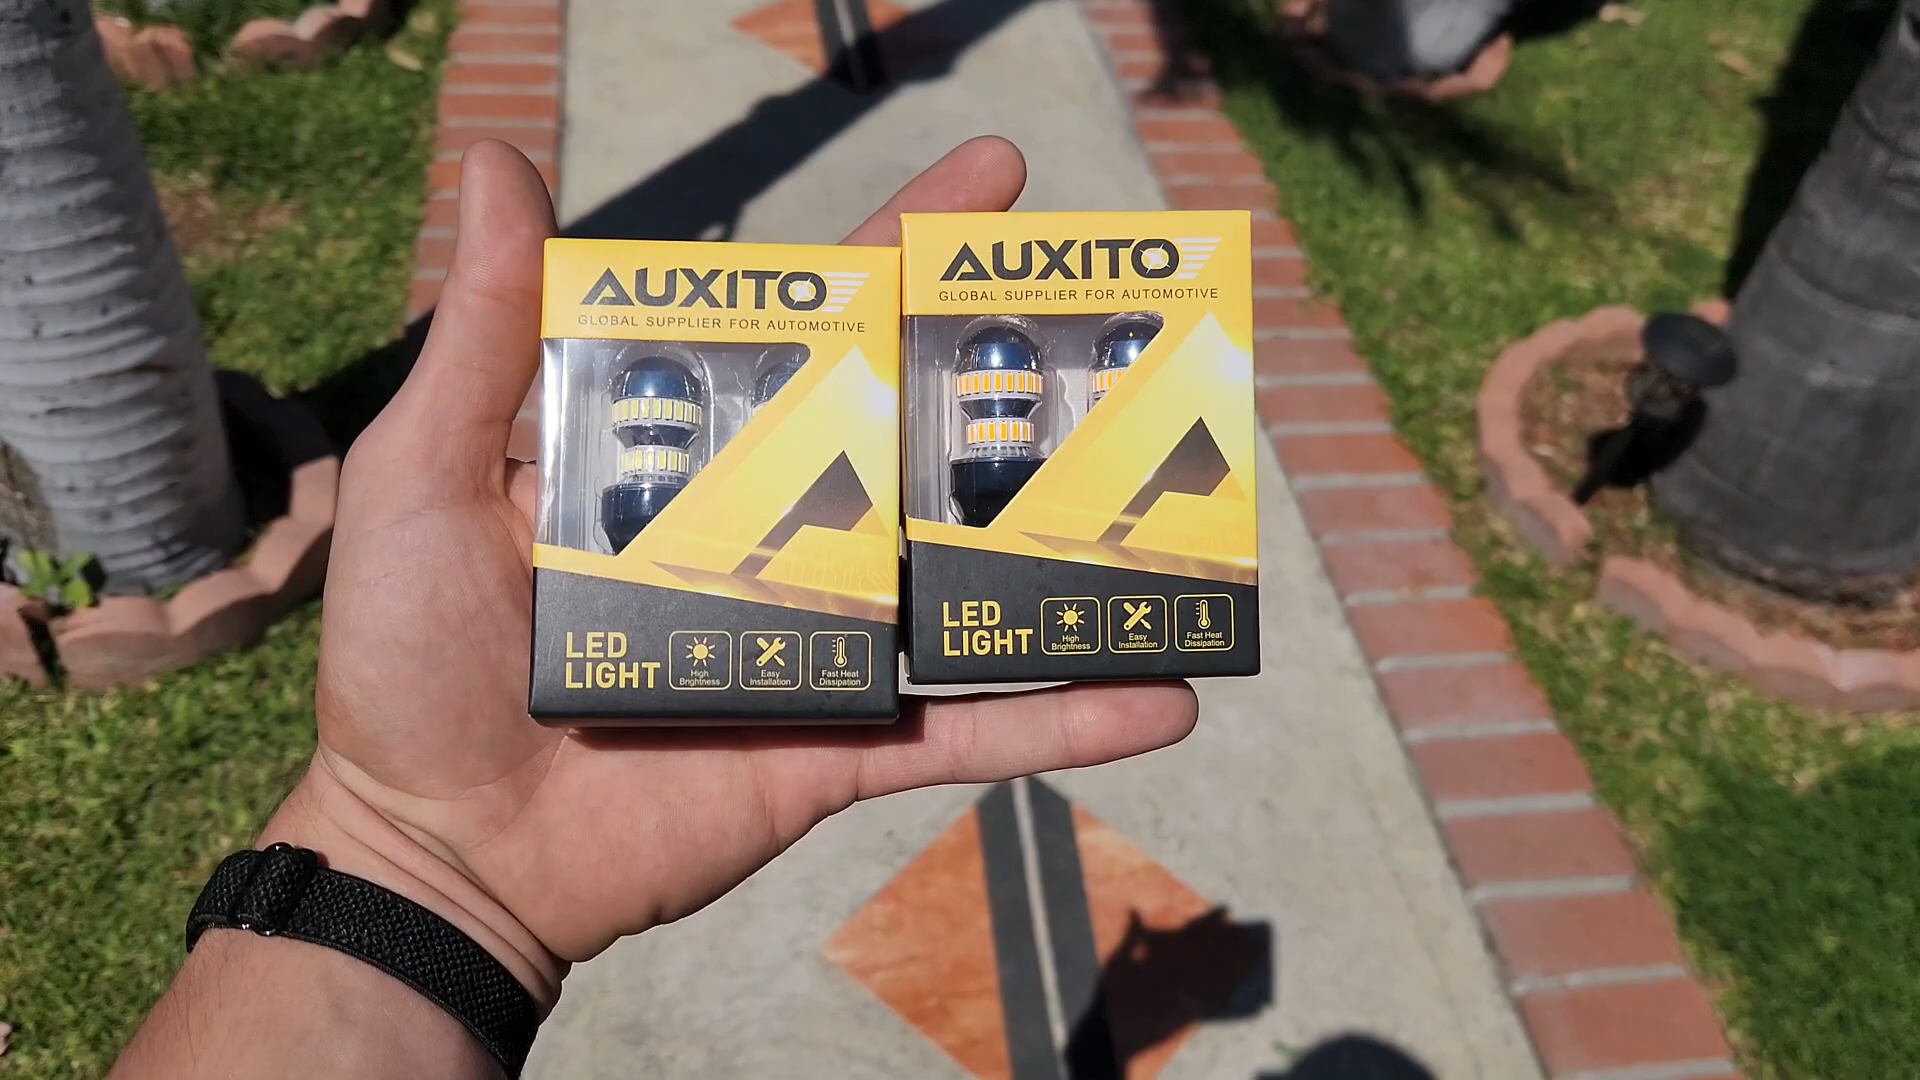 AUXITO
GLOBAL SUPPLIER FOR AUTOMOTIVE
LED
LIGHT
High
Brightness
Easy
Installation
Fast Heat
Dissipation
AUXITO
GLOBAL SUPPLIER FOR AUTOMOTIVE
LED
LIGHT
High
Brightness
Easy
Installation
Fast Heat
Dissipation